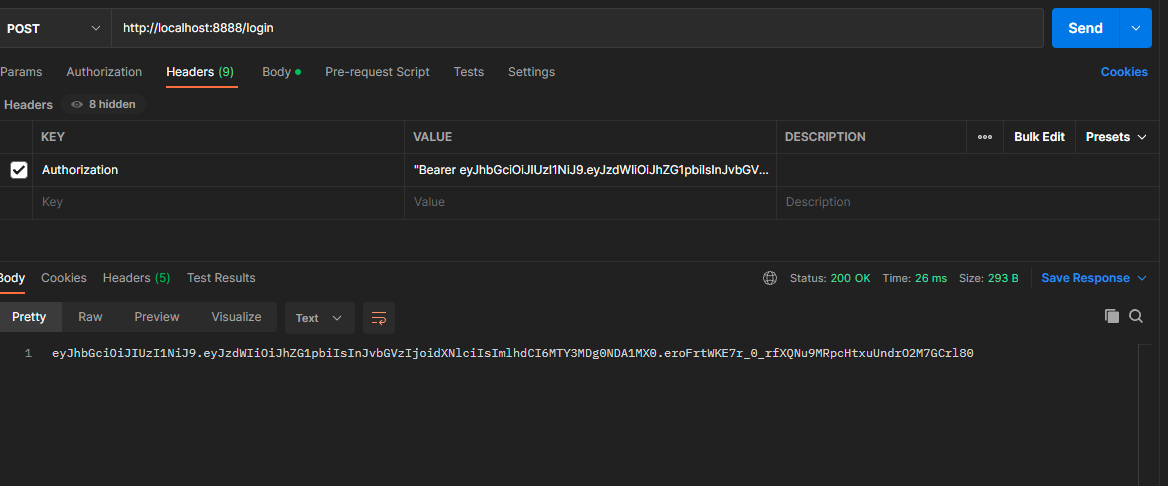 POST http://localhost:8888/login Send
Params Authorization Headers (9) Body Pre-request Script Tests Settings Cookies
Headers 8 hidden
KEY VALUE DESCRIPTION ••• Bulk Edit Presets
Authorization "Bearer eyJhbGciOiJIUzI1NiJ9.eyJzdWIiOiJhZG1pbiIsInJvbGV...
Key Value Description
Body Cookies Headers (5) Test Results Status: 200 OK Time: 26 ms Size: 293 B Save Response
Pretty Raw Preview Visualize Text
1 eyJhbGciOiJIUzI1NiJ9.eyJzdWIiOiJhZG1pbiIsInJvbGVzIjoidXNlciIsImlhdCI6MTY3MDg0NDA1MX0.eroFrtWKE7r_0_rfXQNu9MRpcHtxuUndrO2M7GCrl80